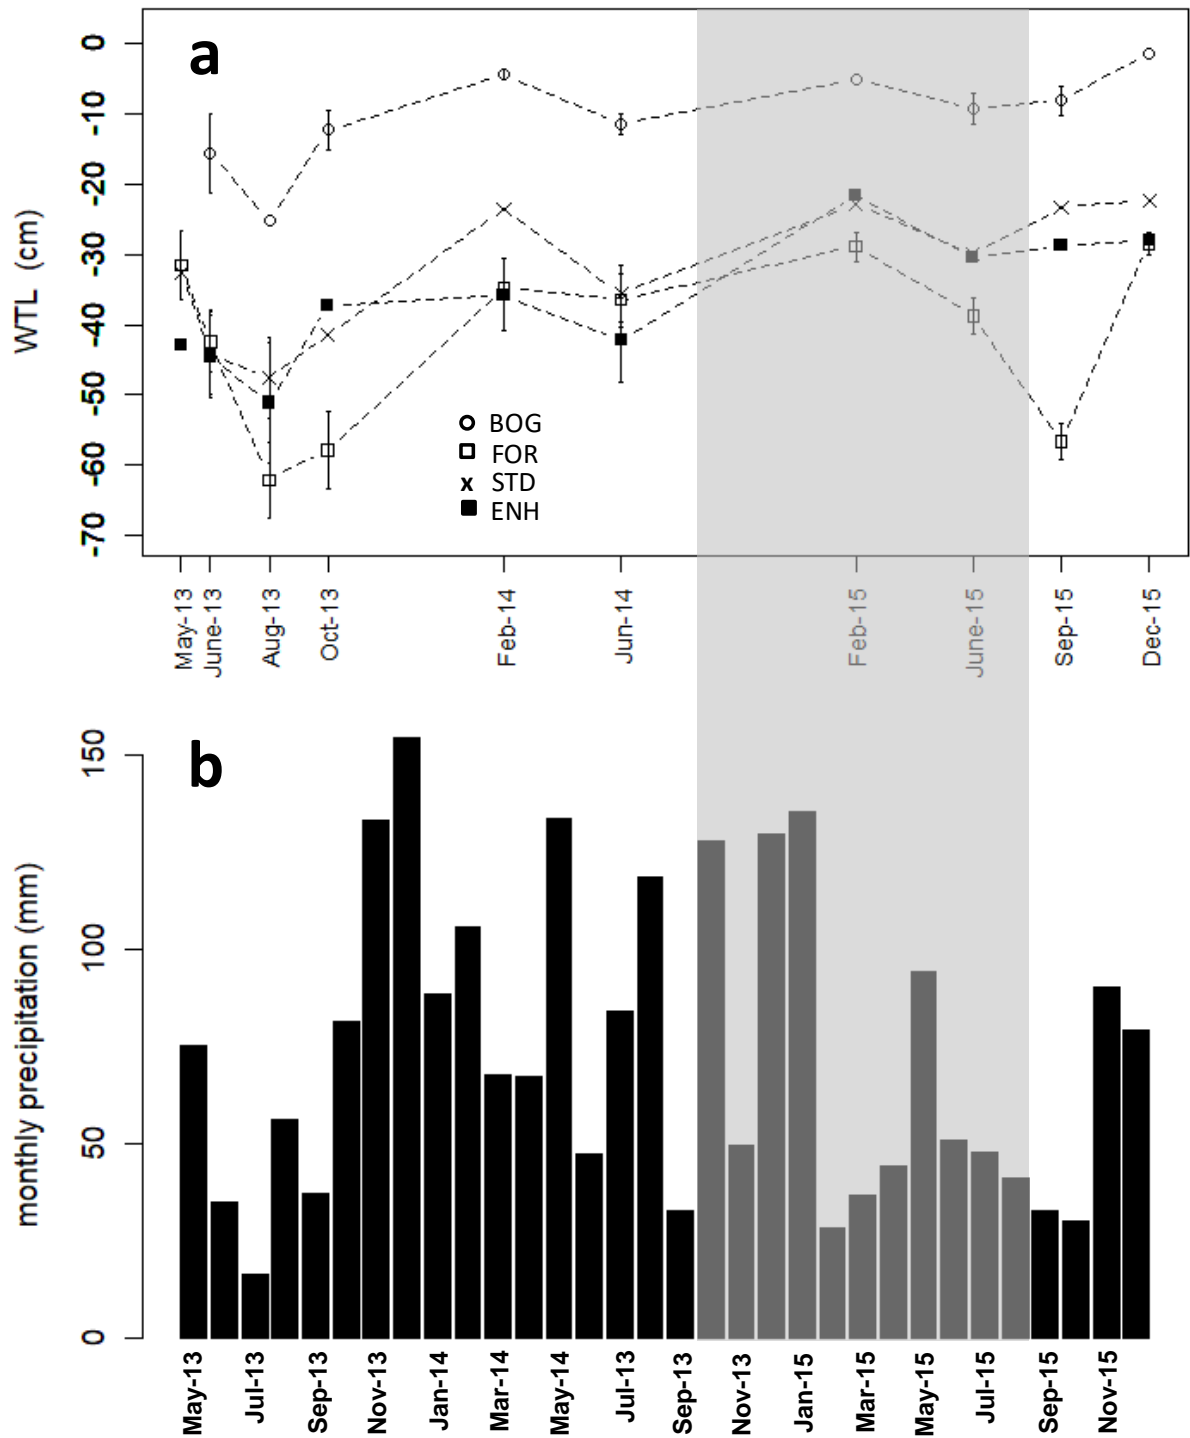 a
0
-10
-20
-30
-40
-50
-60
-70
WTL (cm)
BOG
FOR
STD
ENH
May-13
June-13
Aug-13
Oct-13
Feb-14
Jun-14
Feb-15
June-15
Sep-15
Dec-15
b
150
100
50
0
monthly precipitation (mm)
May-13
Jul-13
Sep-13
Nov-13
Jan-14
Mar-14
May-14
Jul-13
Sep-13
Nov-13
Jan-15
Mar-15
May-15
Jul-15
Sep-15
Nov-15